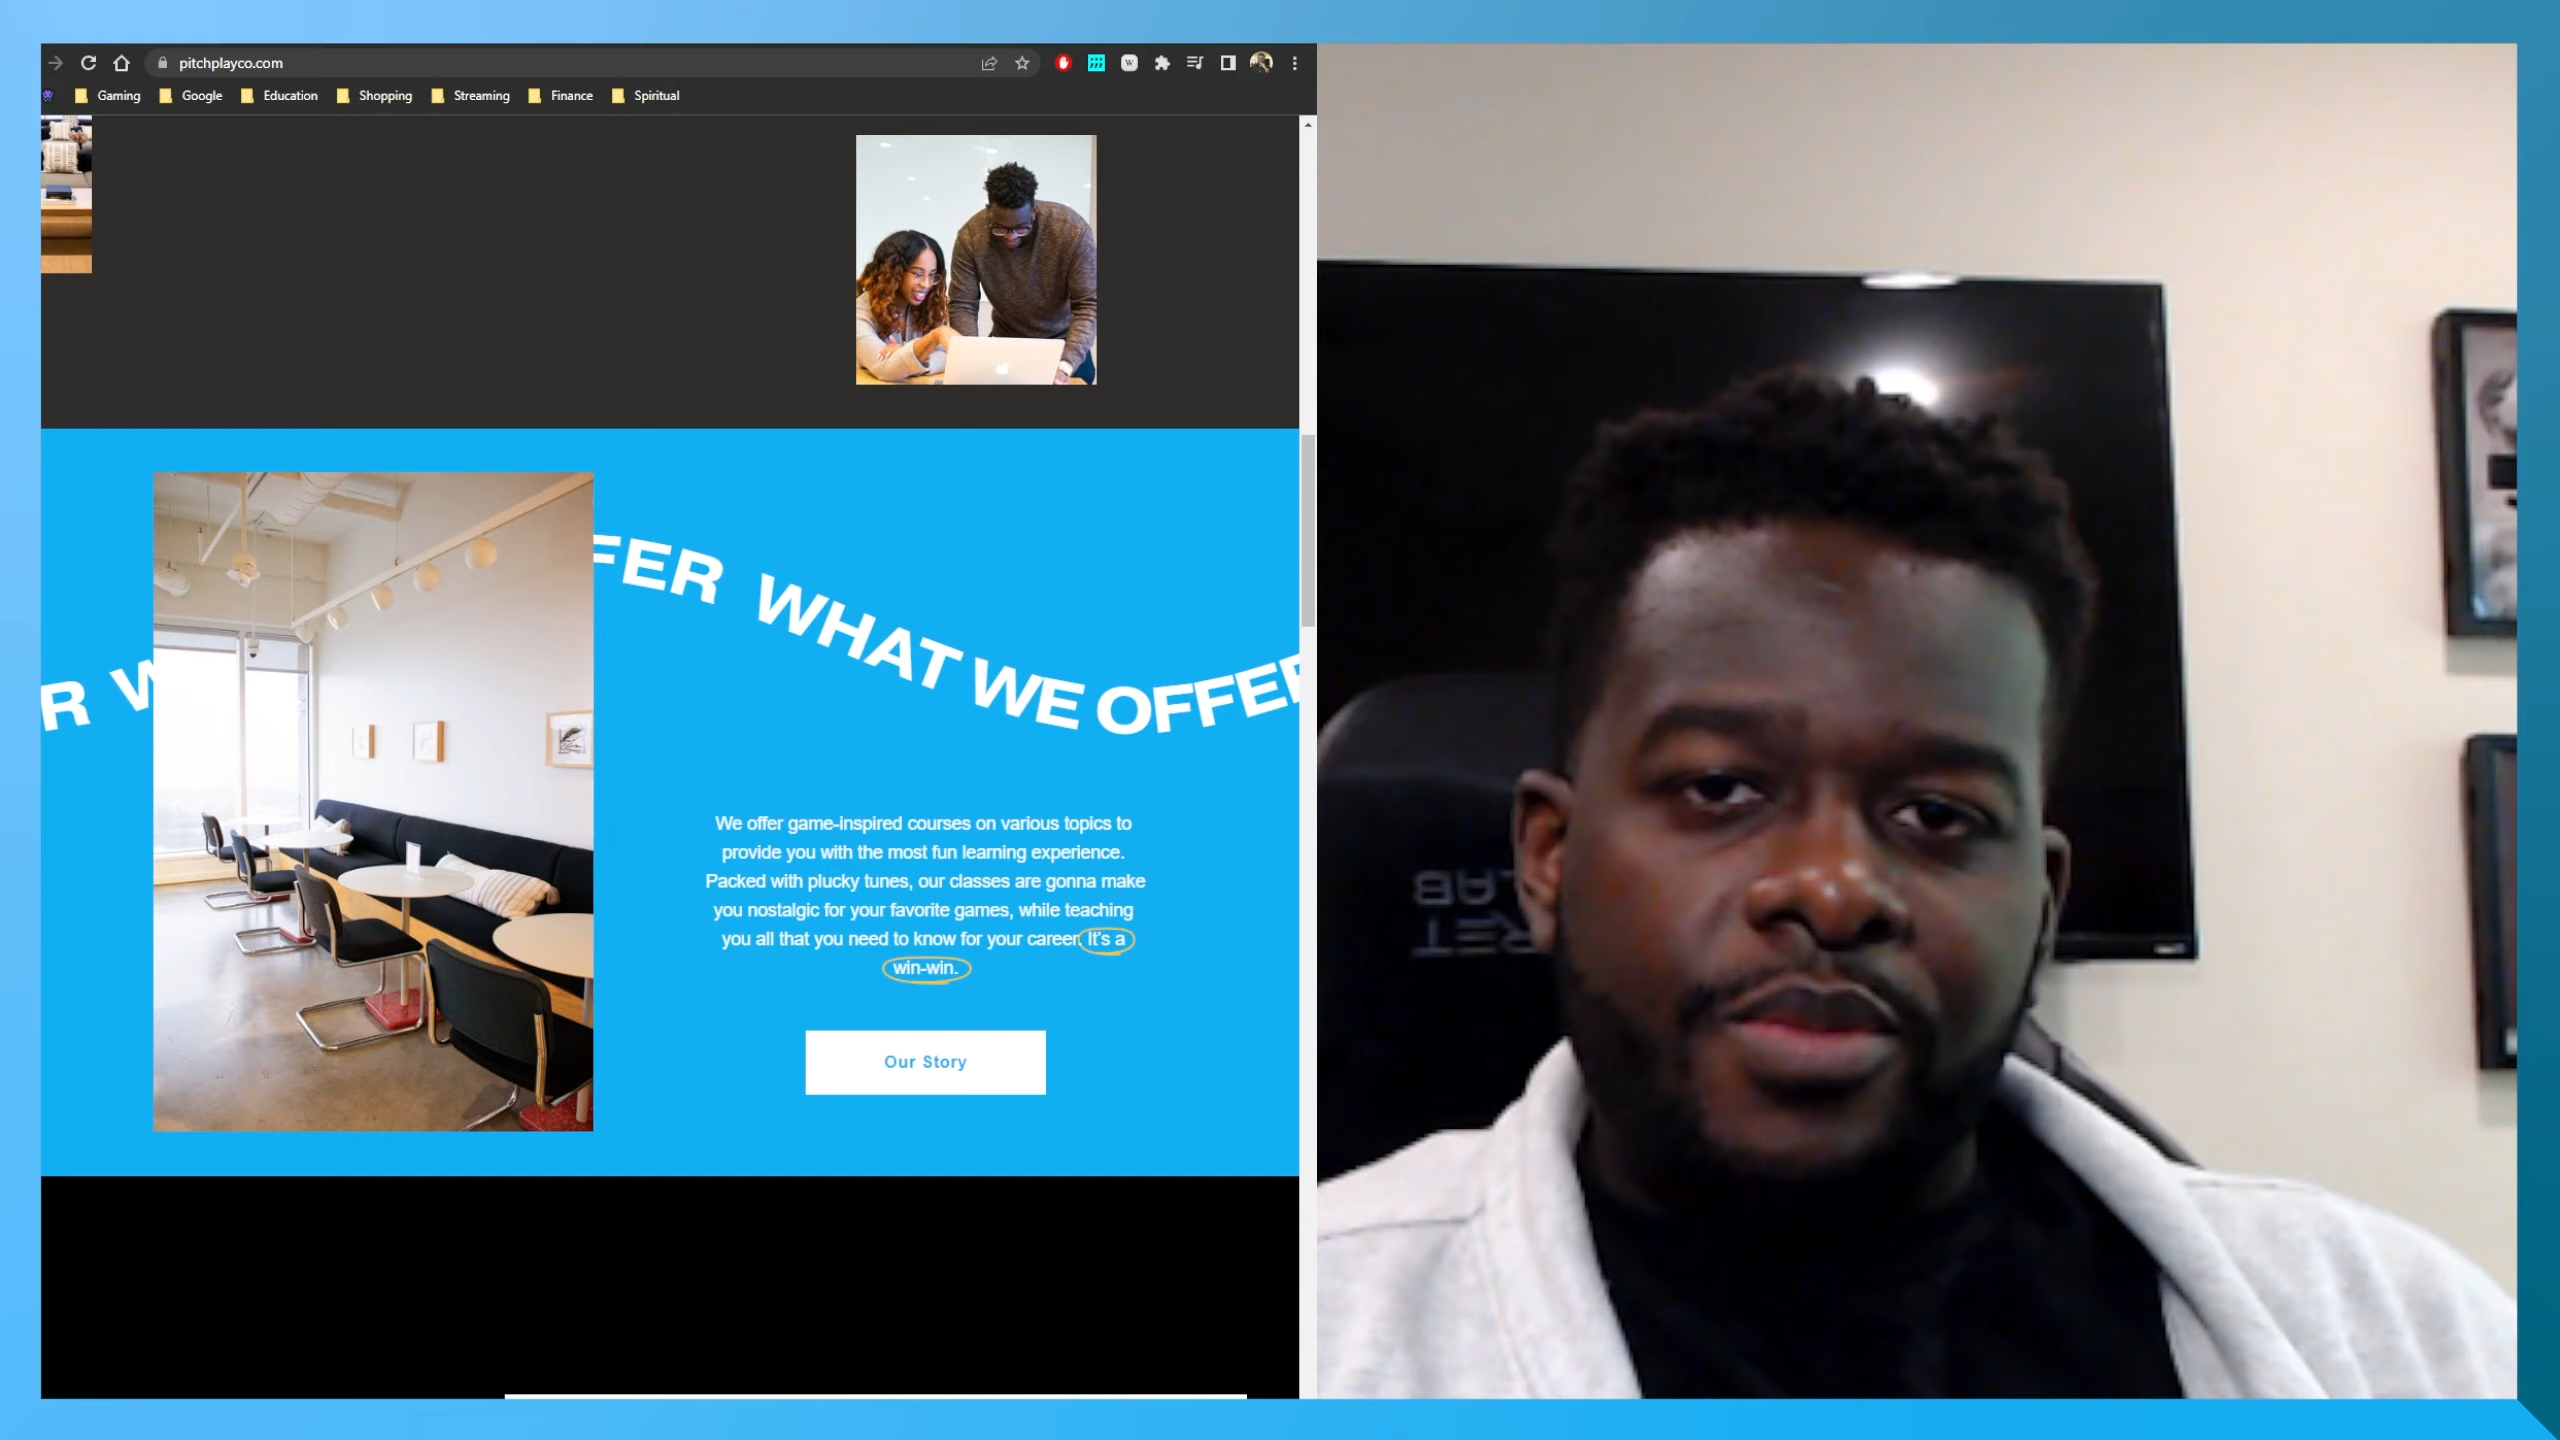 pitchplayco.com
Gaming Google Education Shopping Streaming Finance Spiritual
FER WHAT WE OFFER
R W
We offer game-inspired courses on various topics to
provide you with the most fun learning experience.
Packed with plucky tunes, our classes are gonna make
you nostalgic for your favorite games, while teaching
you all that you need to know for your career. It's a
win-win.
Our Story